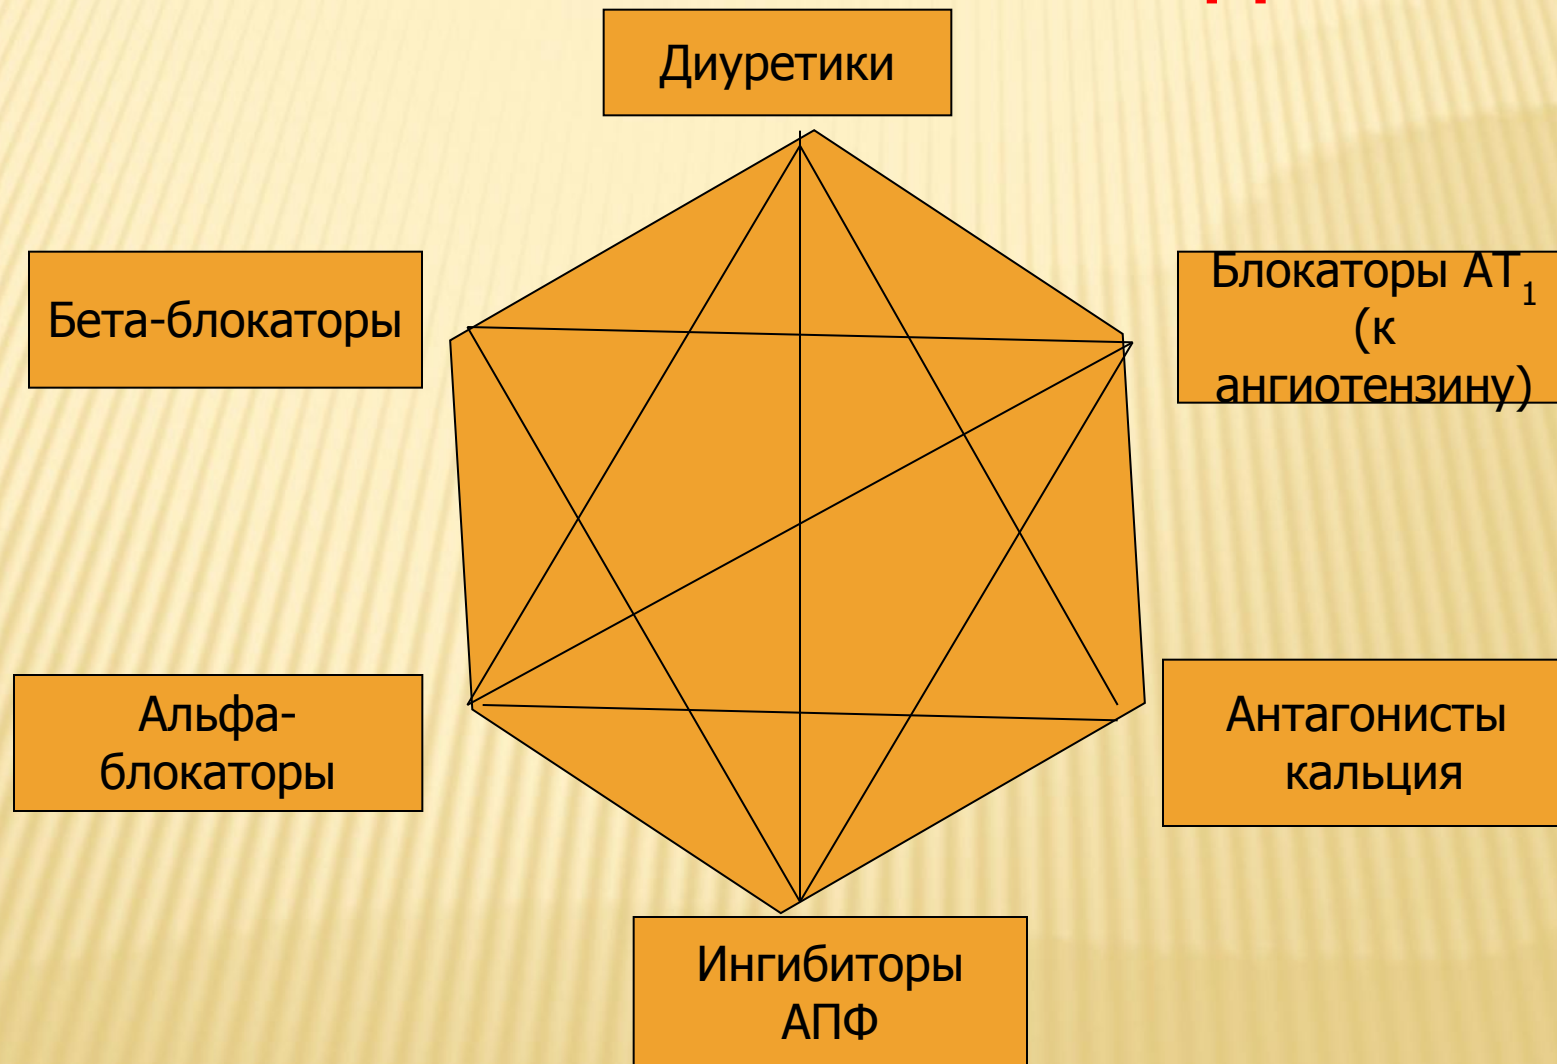 Диуретики
Бета-блокаторы
Блокаторы АТ₁
(к
ангиотензину)
Альфа-
блокаторы
Антагонисты
кальция
Ингибиторы
АПФ